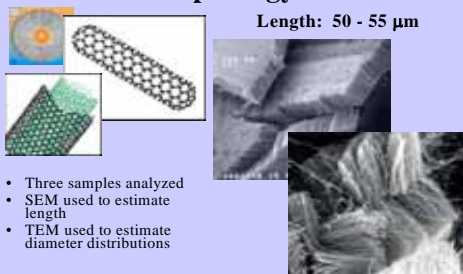 Length: 50 - 55 µm
• Three samples analyzed
• SEM used to estimate
length
• TEM used to estimate
diameter distributions